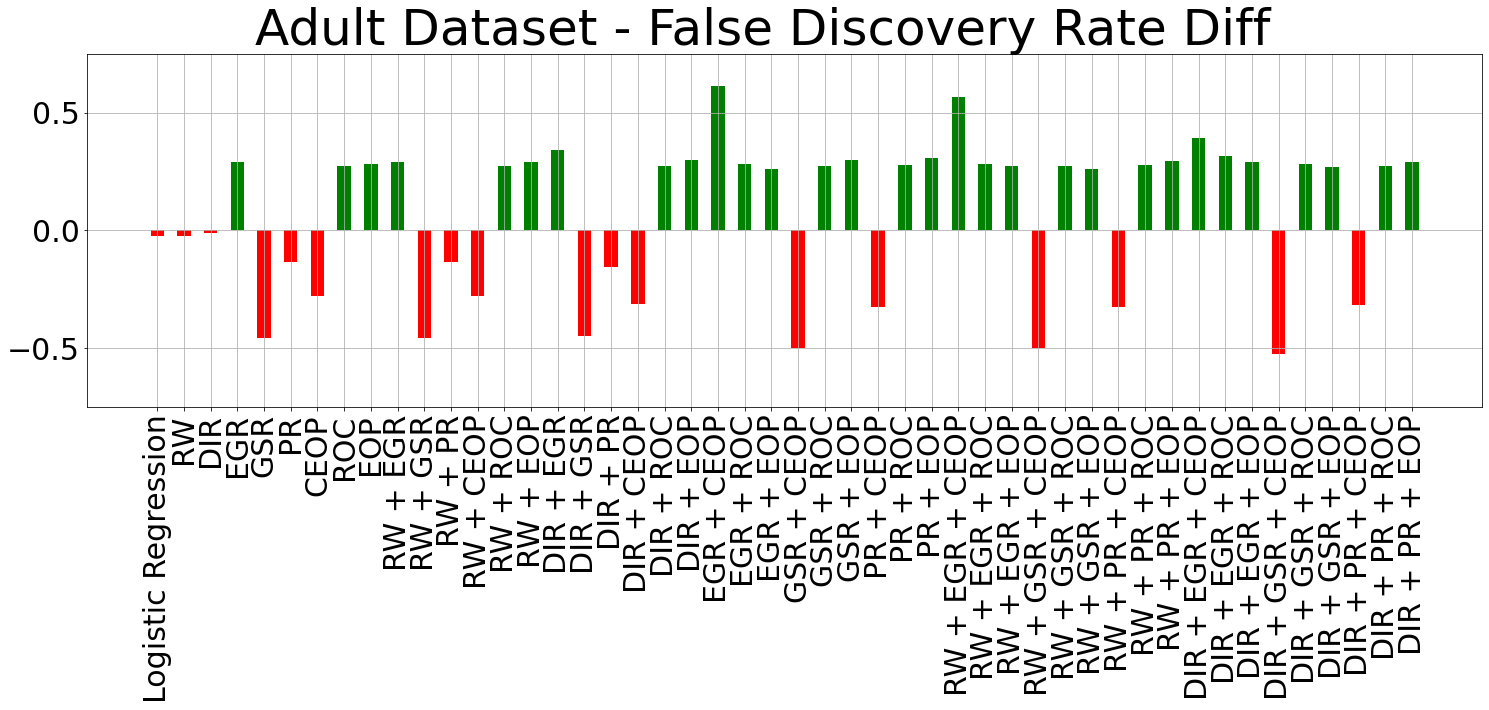 Adult Dataset - False Discovery Rate Diff
0.5
0.0
−0.5
Logistic Regression
RW
DIR
EGR
GSR
PR
CEOP
ROC
EOP
RW + EGR
RW + GSR
RW + PR
RW + CEOP
RW + ROC
RW + EOP
DIR + EGR
DIR + GSR
DIR + PR
DIR + CEOP
DIR + ROC
DIR + EOP
EGR + CEOP
EGR + ROC
EGR + EOP
GSR + CEOP
GSR + ROC
GSR + EOP
PR + CEOP
PR + ROC
PR + EOP
RW + EGR + CEOP
RW + EGR + ROC
RW + EGR + EOP
RW + GSR + CEOP
RW + GSR + ROC
RW + GSR + EOP
RW + PR + CEOP
RW + PR + ROC
RW + PR + EOP
DIR + EGR + CEOP
DIR + EGR + ROC
DIR + EGR + EOP
DIR + GSR + CEOP
DIR + GSR + ROC
DIR + GSR + EOP
DIR + PR + CEOP
DIR + PR + ROC
DIR + PR + EOP